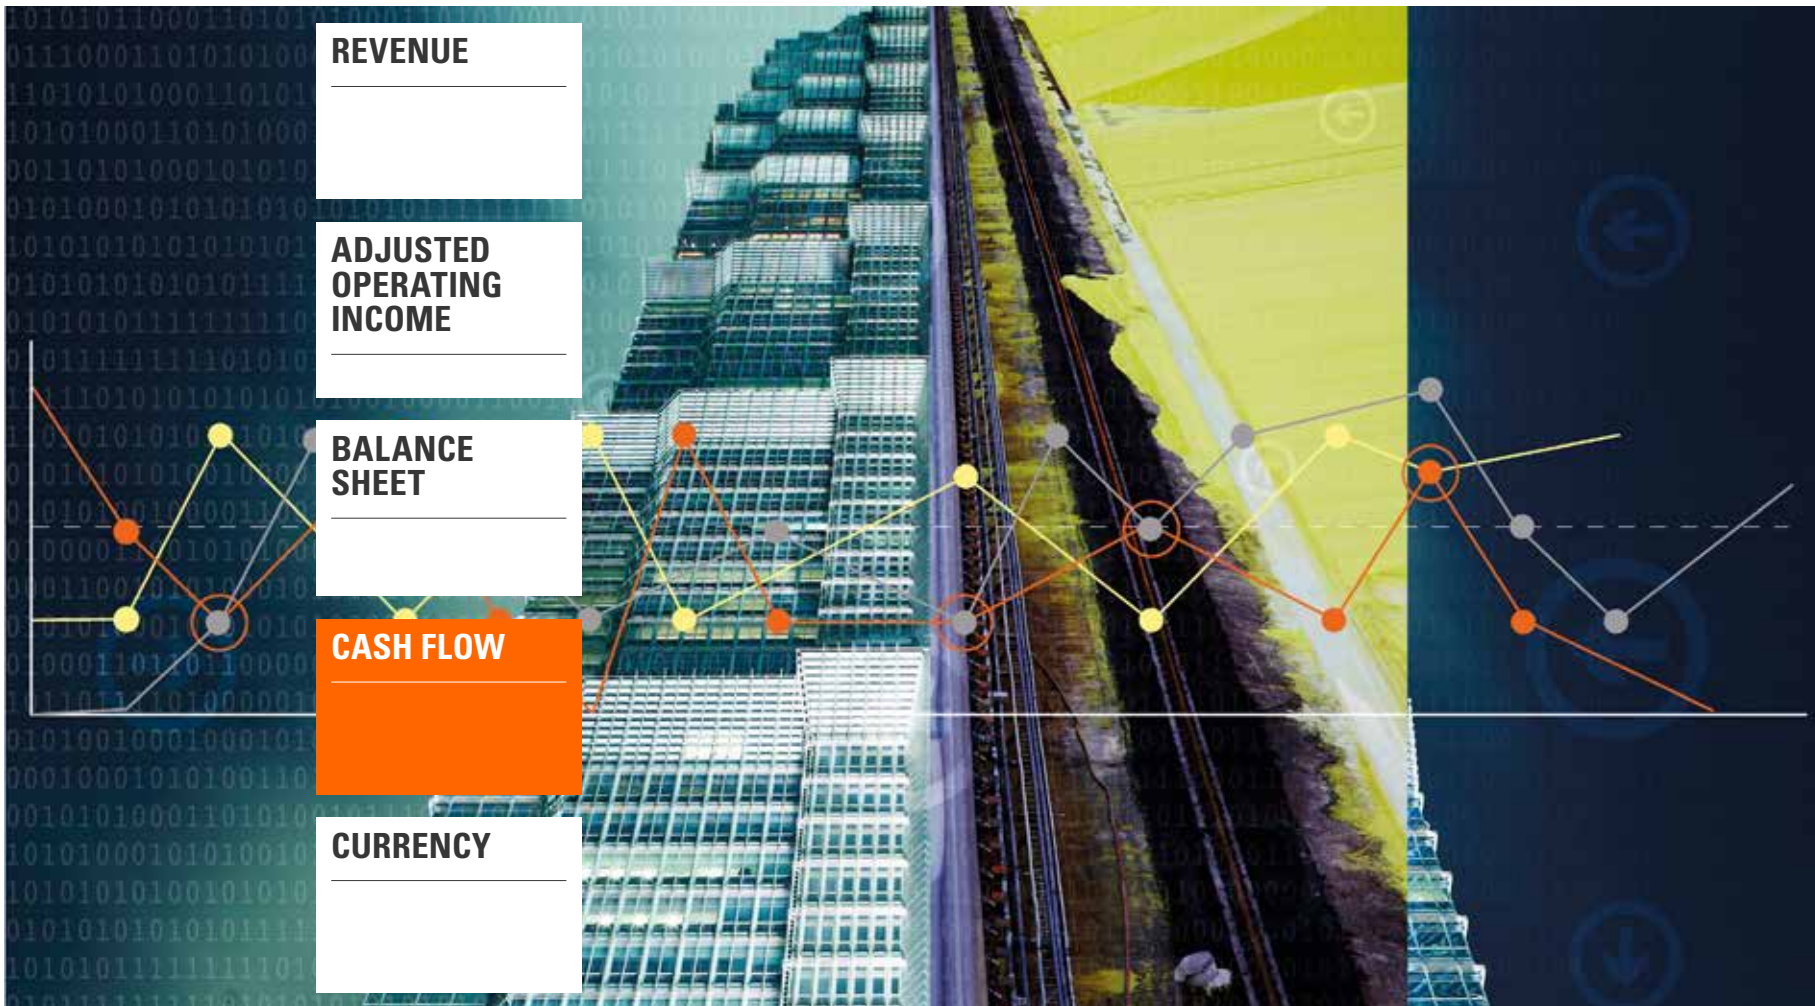 REVENUE
ADJUSTED
OPERATING
INCOME
BALANCE
SHEET
CASH FLOW
CURRENCY